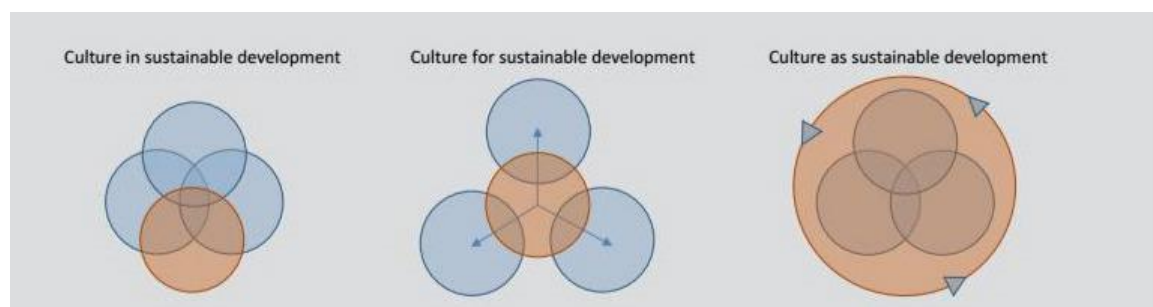 Culture in sustainable development
Culture for sustainable development
Culture as sustainable development